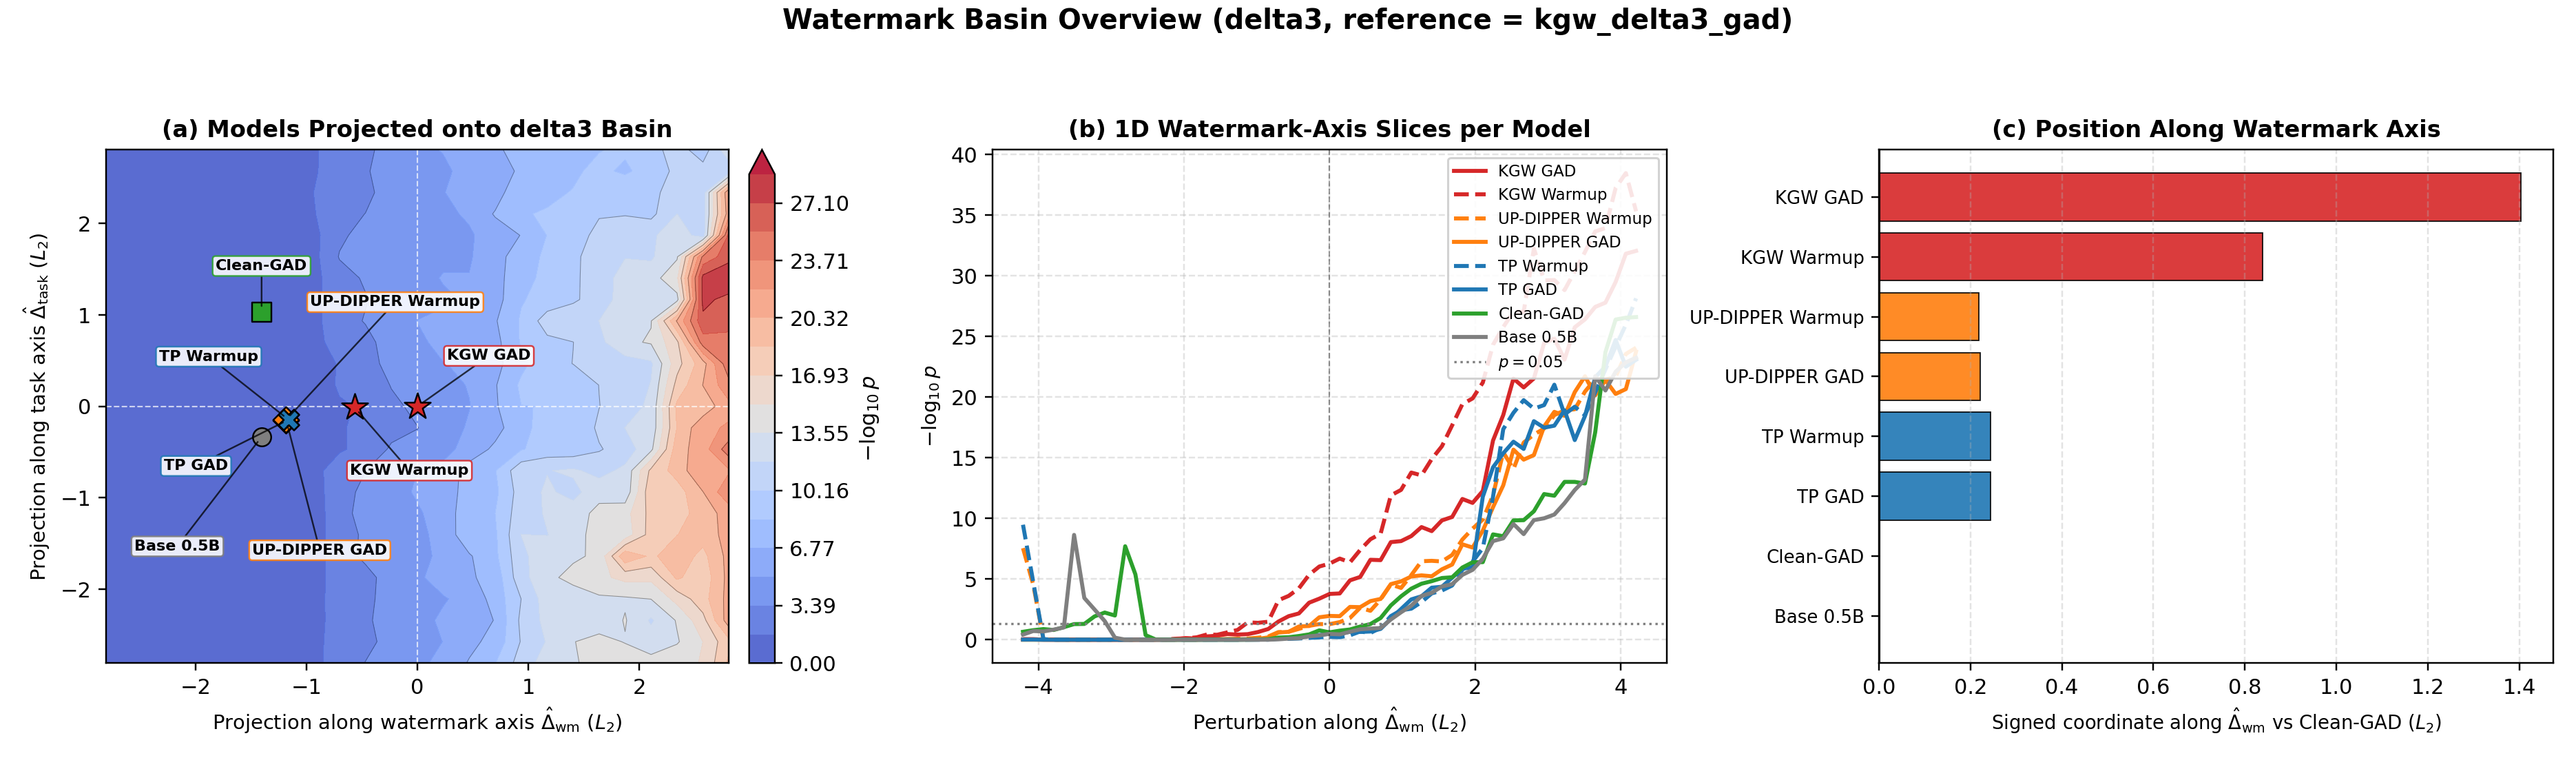 Watermark Basin Overview (delta3, reference = kgw_delta3_gad)
(a) Models Projected onto delta3 Basin
Projection along task axis Δ̂task (L2)
2
1
0
−1
−2
Clean-GAD
UP-DIPPER Warmup
TP Warmup
KGW GAD
TP GAD
KGW Warmup
Base 0.5B
UP-DIPPER GAD
−2
−1
0
1
2
Projection along watermark axis Δ̂wm (L2)
27.10
23.71
20.32
16.93
13.55
10.16
6.77
3.39
0.00
−log10 p
(b) 1D Watermark-Axis Slices per Model
−log10 p
40
35
30
25
20
15
10
5
0
KGW GAD
KGW Warmup
UP-DIPPER Warmup
UP-DIPPER GAD
TP Warmup
TP GAD
Clean-GAD
Base 0.5B
p = 0.05
−4
−2
0
2
4
Perturbation along Δ̂wm (L2)
(c) Position Along Watermark Axis
KGW GAD
KGW Warmup
UP-DIPPER Warmup
UP-DIPPER GAD
TP Warmup
TP GAD
Clean-GAD
Base 0.5B
0.0
0.2
0.4
0.6
0.8
1.0
1.2
1.4
Signed coordinate along Δ̂wm vs Clean-GAD (L2)